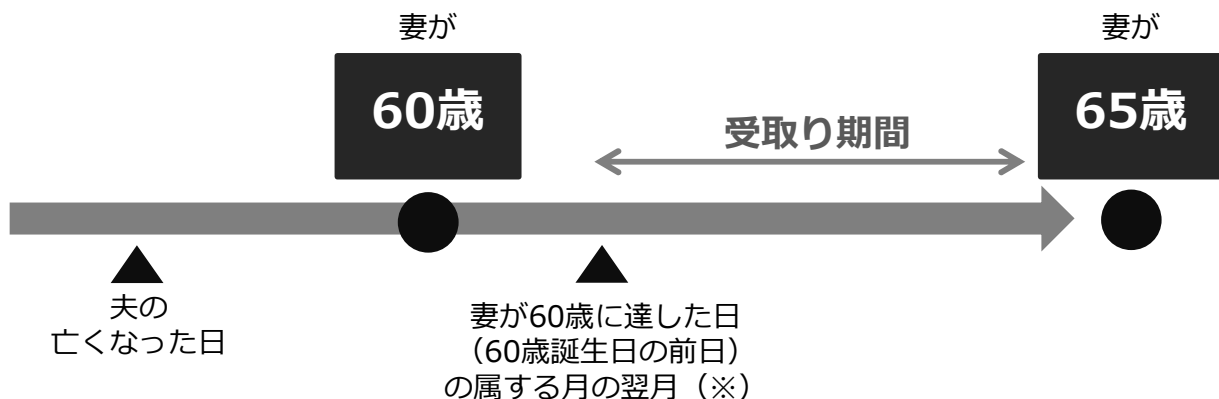 妻が
60歳
妻が
65歳
受取り期間
夫の
亡くなった日
妻が60歳に達した日
（60歳誕生日の前日）
の属する月の翌月（※）